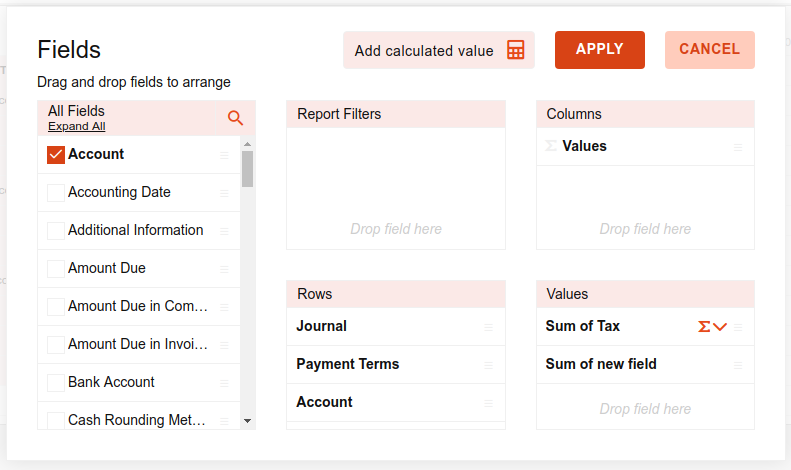 Fields
Add calculated value
APPLY
CANCEL
Drag and drop fields to arrange
All Fields
Expand All
Account
Accounting Date
Additional Information
Amount Due
Amount Due in Com…
Amount Due in Invoi…
Bank Account
Cash Rounding Met…
Report Filters
Drop field here
Columns
Σ Values
Drop field here
Rows
Journal
Payment Terms
Account
Values
Sum of Tax Σ
Sum of new field
Drop field here